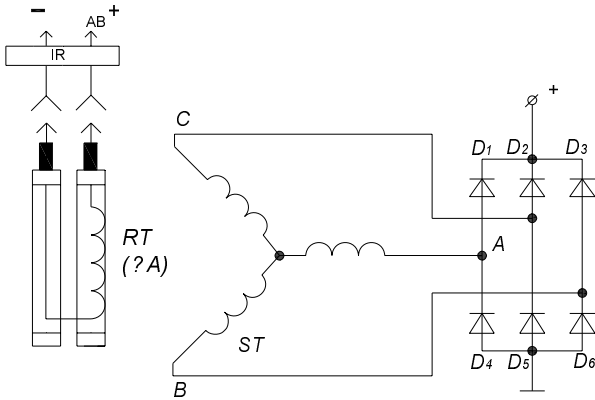 − AB +
IR
RT
(?A)
C
ST
B
A
+
D1 D2 D3
D4 D5 D6